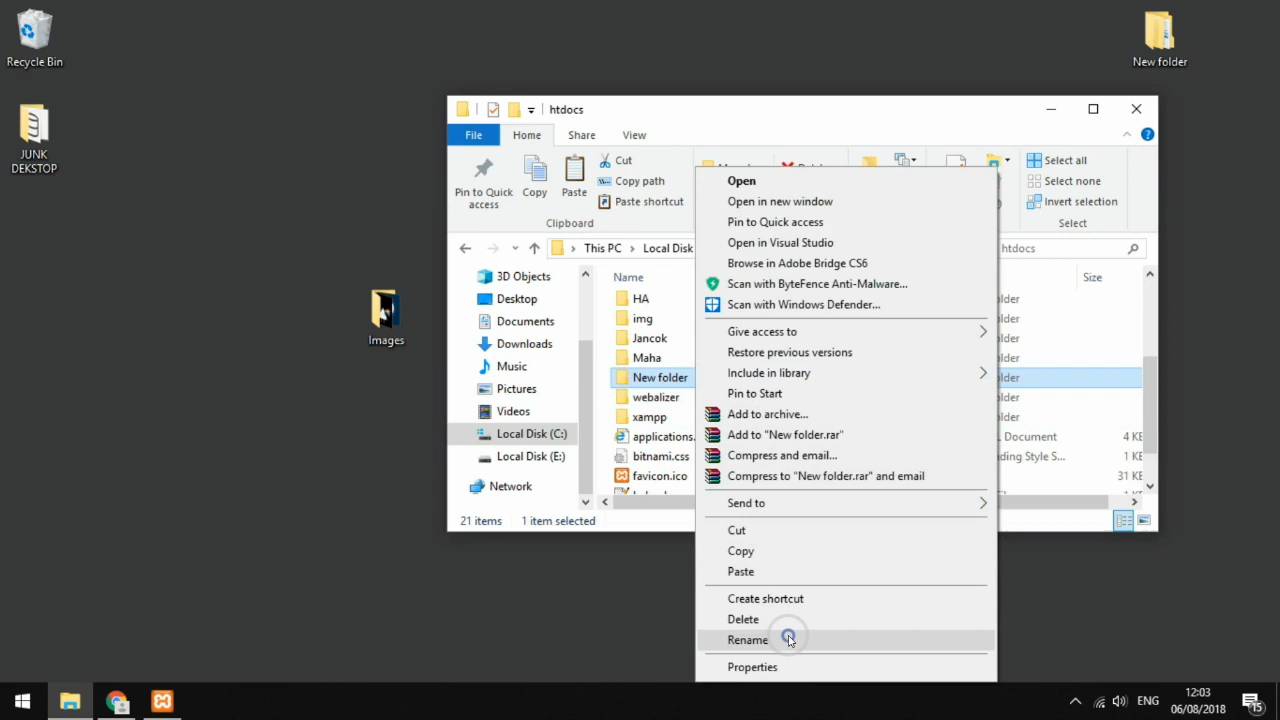 Recycle Bin
New folder
JUNK
DEKSTOP
Images
htdocs
File
Home
Share
View
Pin to Quick
access
Copy
Paste
Cut
Copy path
Paste shortcut
Clipboard
Select all
Select none
Invert selection
Select
This PC
Local Disk
htdocs
3D Objects
Desktop
Documents
Downloads
Music
Pictures
Videos
Local Disk (C:)
Local Disk (E:)
Network
Name
Size
HA
older
img
older
Jancok
older
Maha
older
New folder
older
webalizer
older
xampp
older
applications.
L Document
4 KE
bitnami.css
ading Style S...
1 KE
favicon.ico
31 KE
21 items
1 item selected
Open
Open in new window
Pin to Quick access
Open in Visual Studio
Browse in Adobe Bridge CS6
Scan with ByteFence Anti-Malware...
Scan with Windows Defender...
Give access to
Restore previous versions
Include in library
Pin to Start
Add to archive...
Add to "New folder.rar"
Compress and email...
Compress to "New folder.rar" and email
Send to
Cut
Copy
Paste
Create shortcut
Delete
Rename
Properties
ENG
12:03
06/08/2018
15